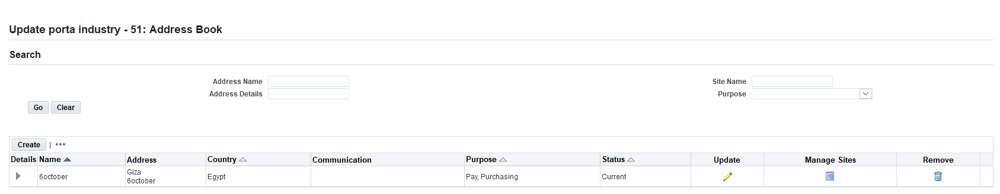 Update porta industry - 51: Address Book
Search
Address Name
Site Name
Address Details
Purpose
Go Clear
Create | •••
Details Name Address Country Communication Purpose Status Update Manage Sites Remove
6october Giza Egypt Pay, Purchasing Current
6october